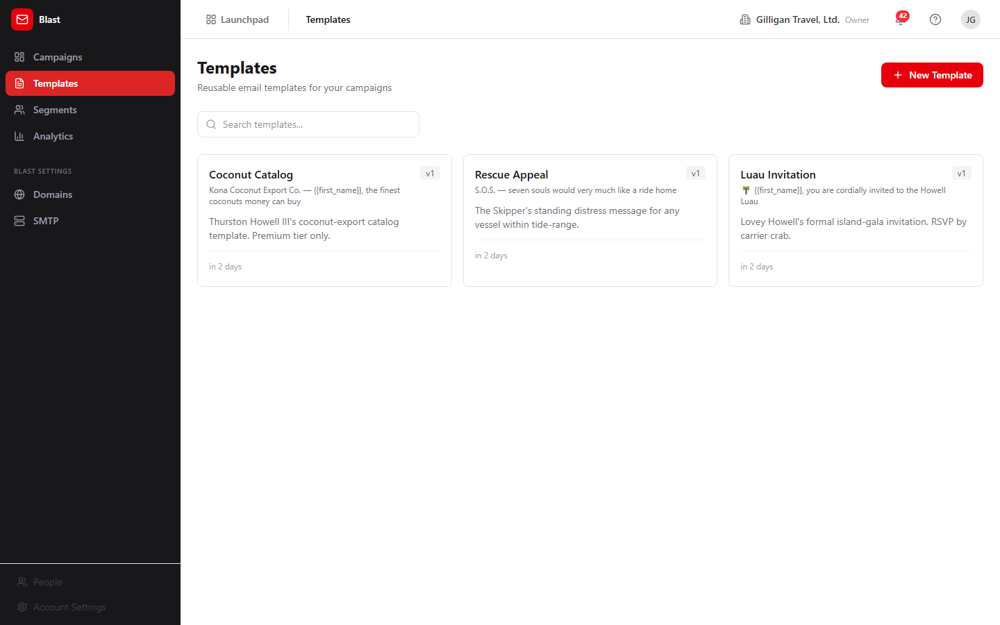 Blast
Campaigns
Templates
Segments
Analytics
BLAST SETTINGS
Domains
SMTP
People
Account Settings
Launchpad
Templates
Gilligan Travel, Ltd. Owner
42
JG
Templates
Reusable email templates for your campaigns
New Template
Search templates...
Coconut Catalog
v1
Kona Coconut Export Co. — {{first_name}}, the finest
coconuts money can buy
Thurston Howell III's coconut-export catalog
template. Premium tier only.
in 2 days
Rescue Appeal
v1
S.O.S. — seven souls would very much like a ride home
The Skipper's standing distress message for any
vessel within tide-range.
in 2 days
Luau Invitation
v1
🌴 {{first_name}}, you are cordially invited to the Howell
Luau
Lovey Howell's formal island-gala invitation. RSVP by
carrier crab.
in 2 days